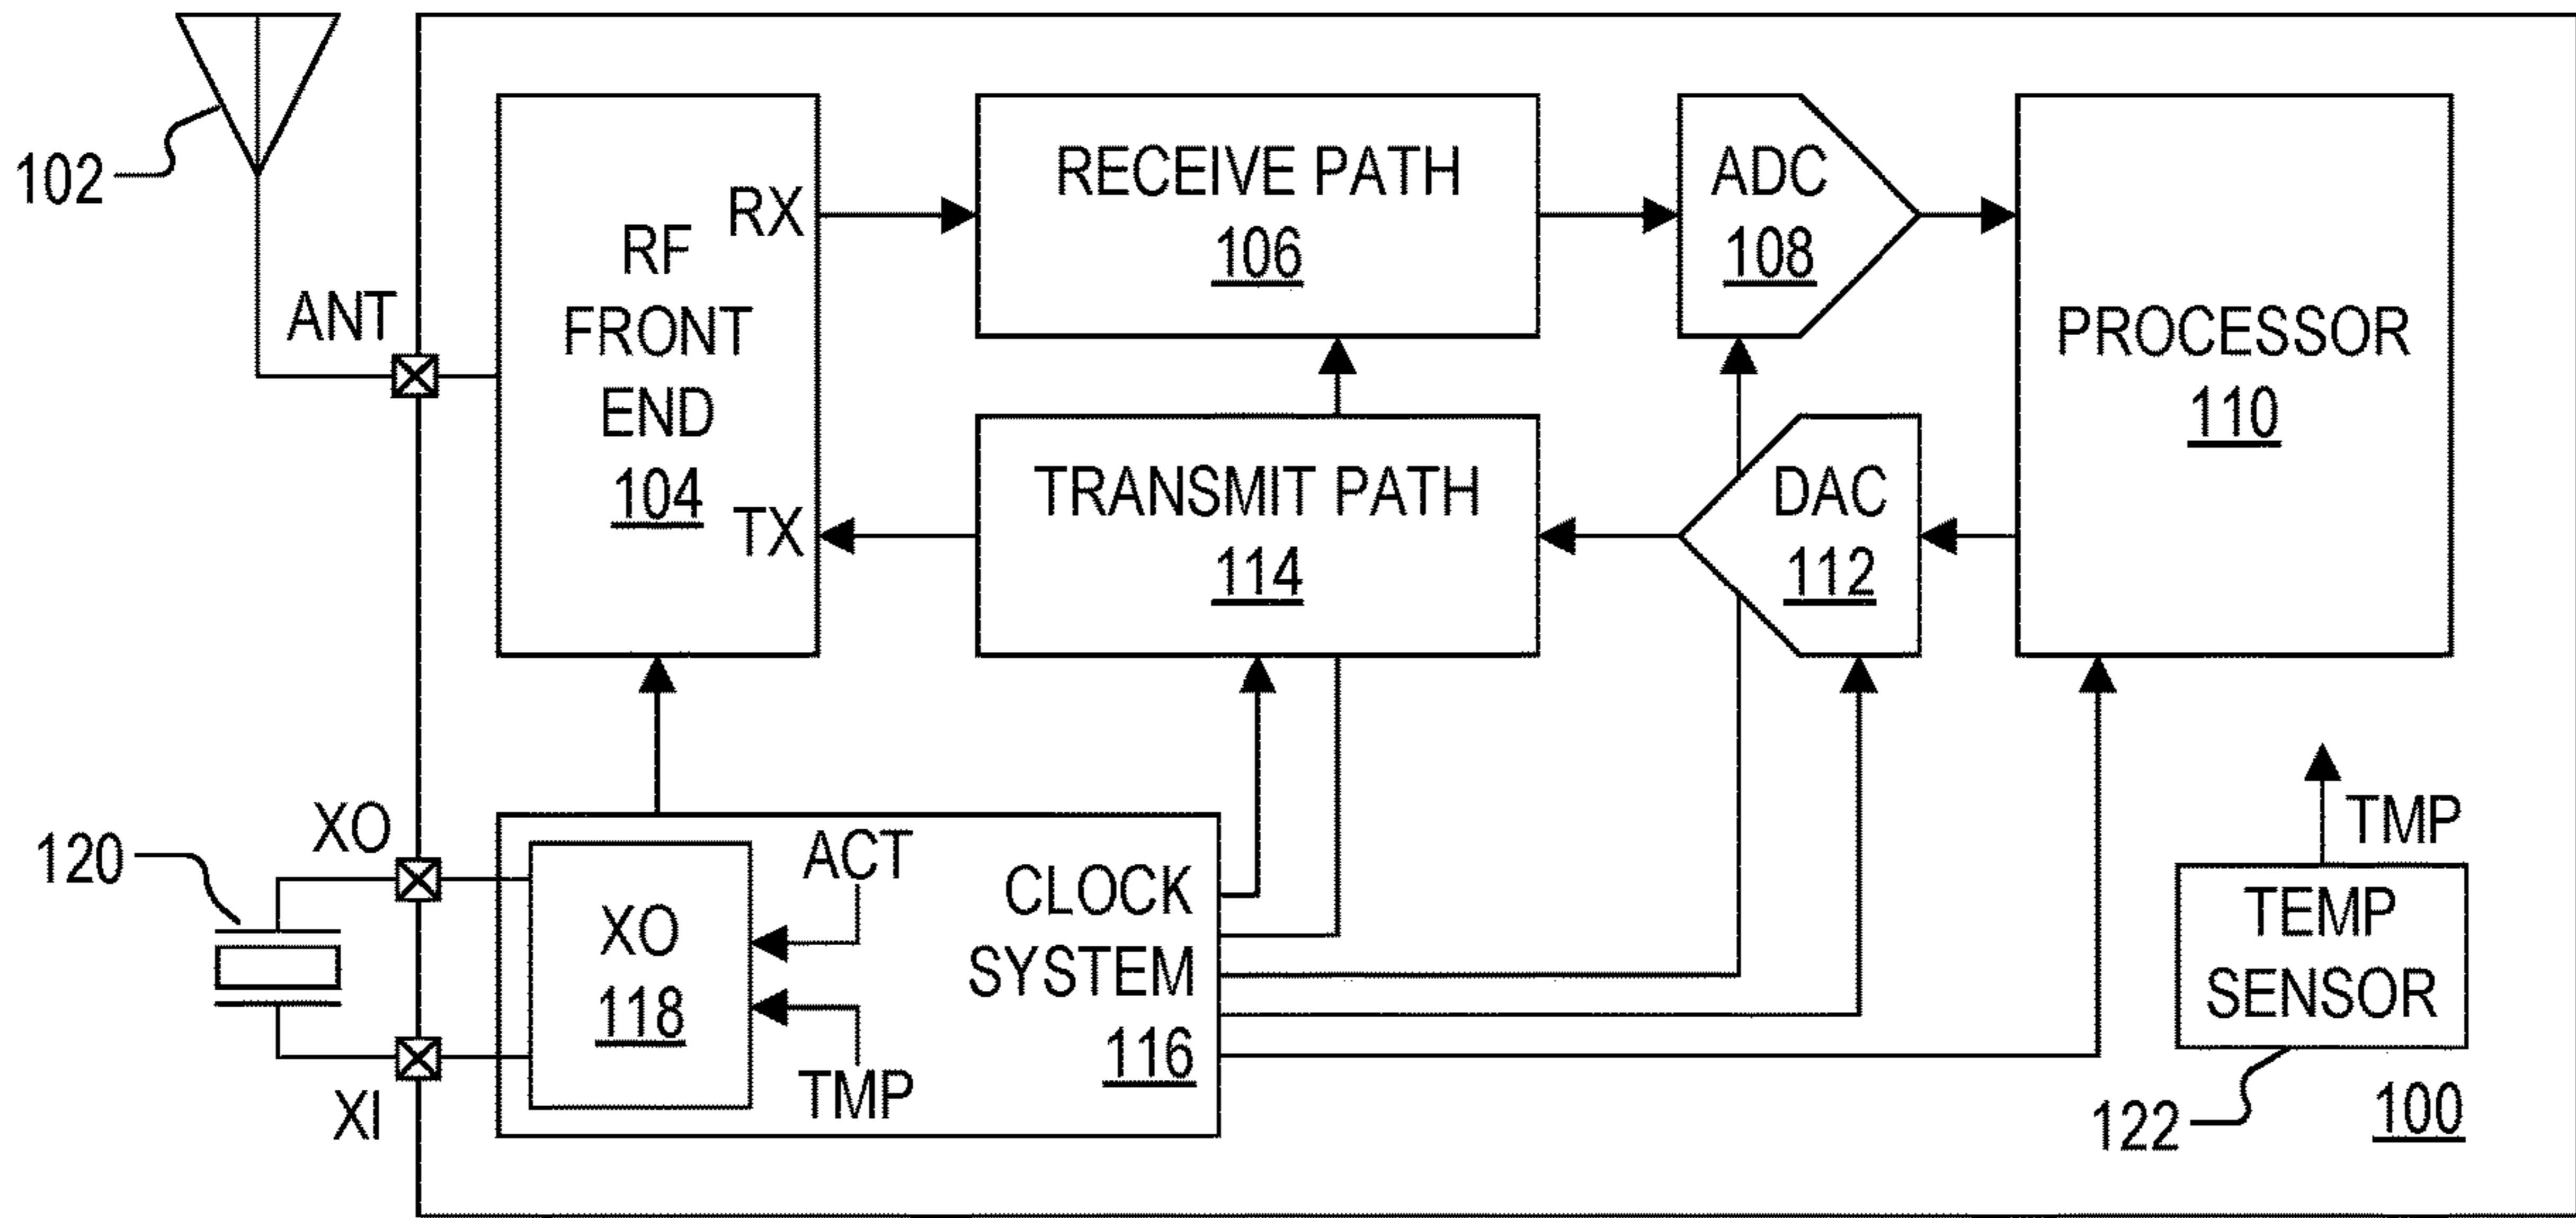 102
ANT
RF
FRONT
END
104
RX
TX
RECEIVE PATH
106
ADC
108
PROCESSOR
110
TRANSMIT PATH
114
DAC
112
120
XO
XI
XO
118
ACT
TMP
CLOCK
SYSTEM
116
TMP
TEMP
SENSOR
122
100